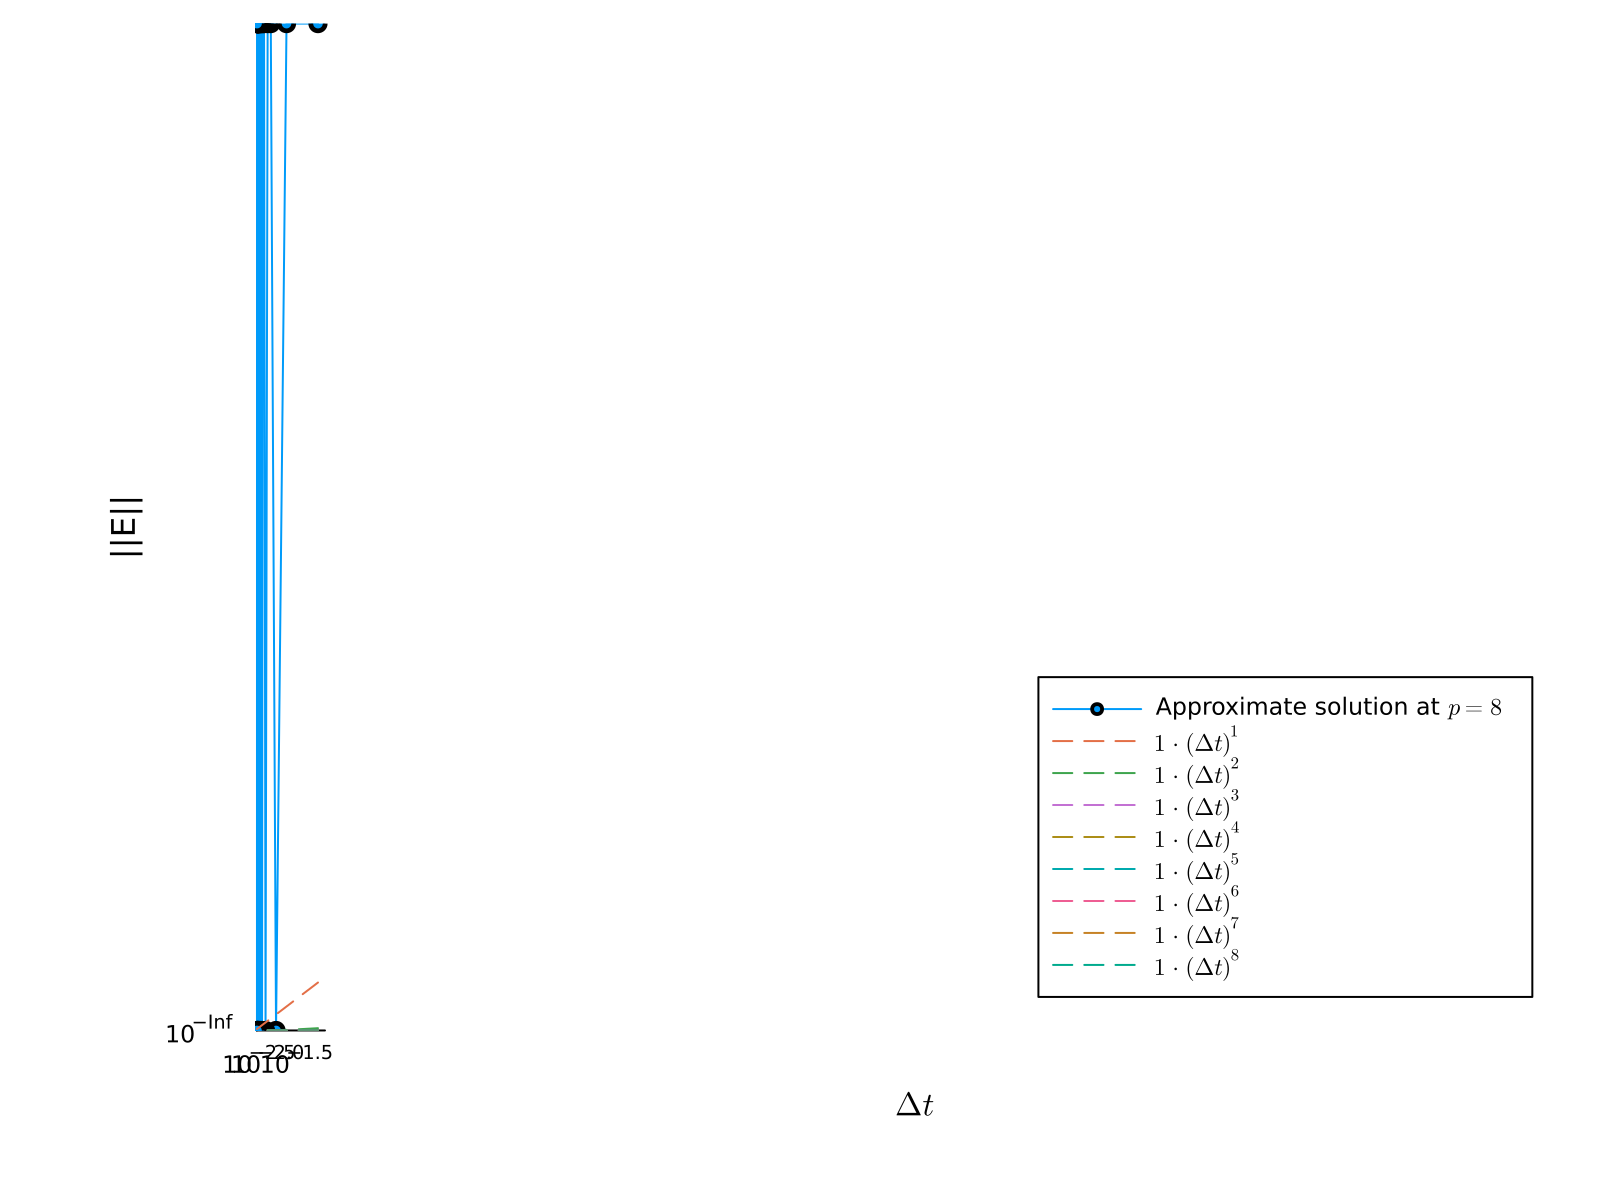 ||E||
Approximate solution at p = 8
1 · (Δt)^1
1 · (Δt)^2
1 · (Δt)^3
1 · (Δt)^4
1 · (Δt)^5
1 · (Δt)^6
1 · (Δt)^7
1 · (Δt)^8
10^−Inf
Δt